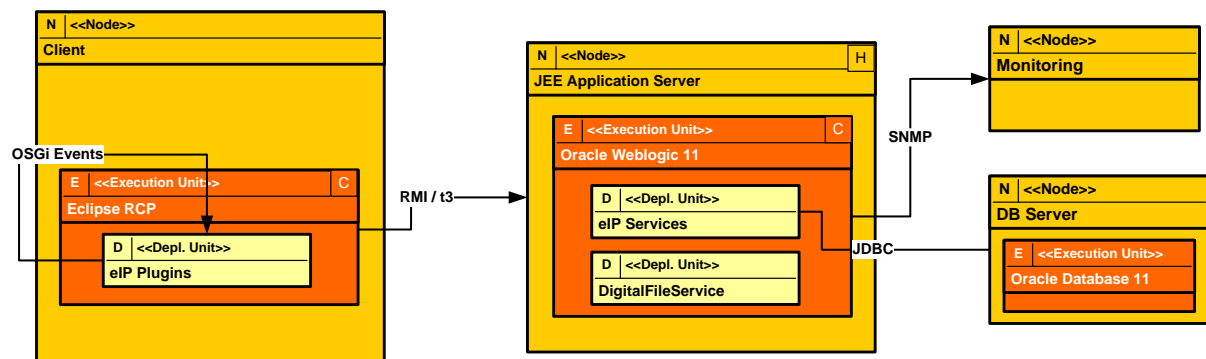 N <<Node>>
Client
OSGi Events
E <<Execution Unit>> C
Eclipse RCP
D <<Depl. Unit>>
eIP Plugins
RMI / t3
N <<Node>> H
JEE Application Server
E <<Execution Unit>> C
Oracle Weblogic 11
D <<Depl. Unit>>
eIP Services
D <<Depl. Unit>>
DigitalFileService
SNMP
JDBC
N <<Node>>
Monitoring
N <<Node>>
DB Server
E <<Execution Unit>>
Oracle Database 11